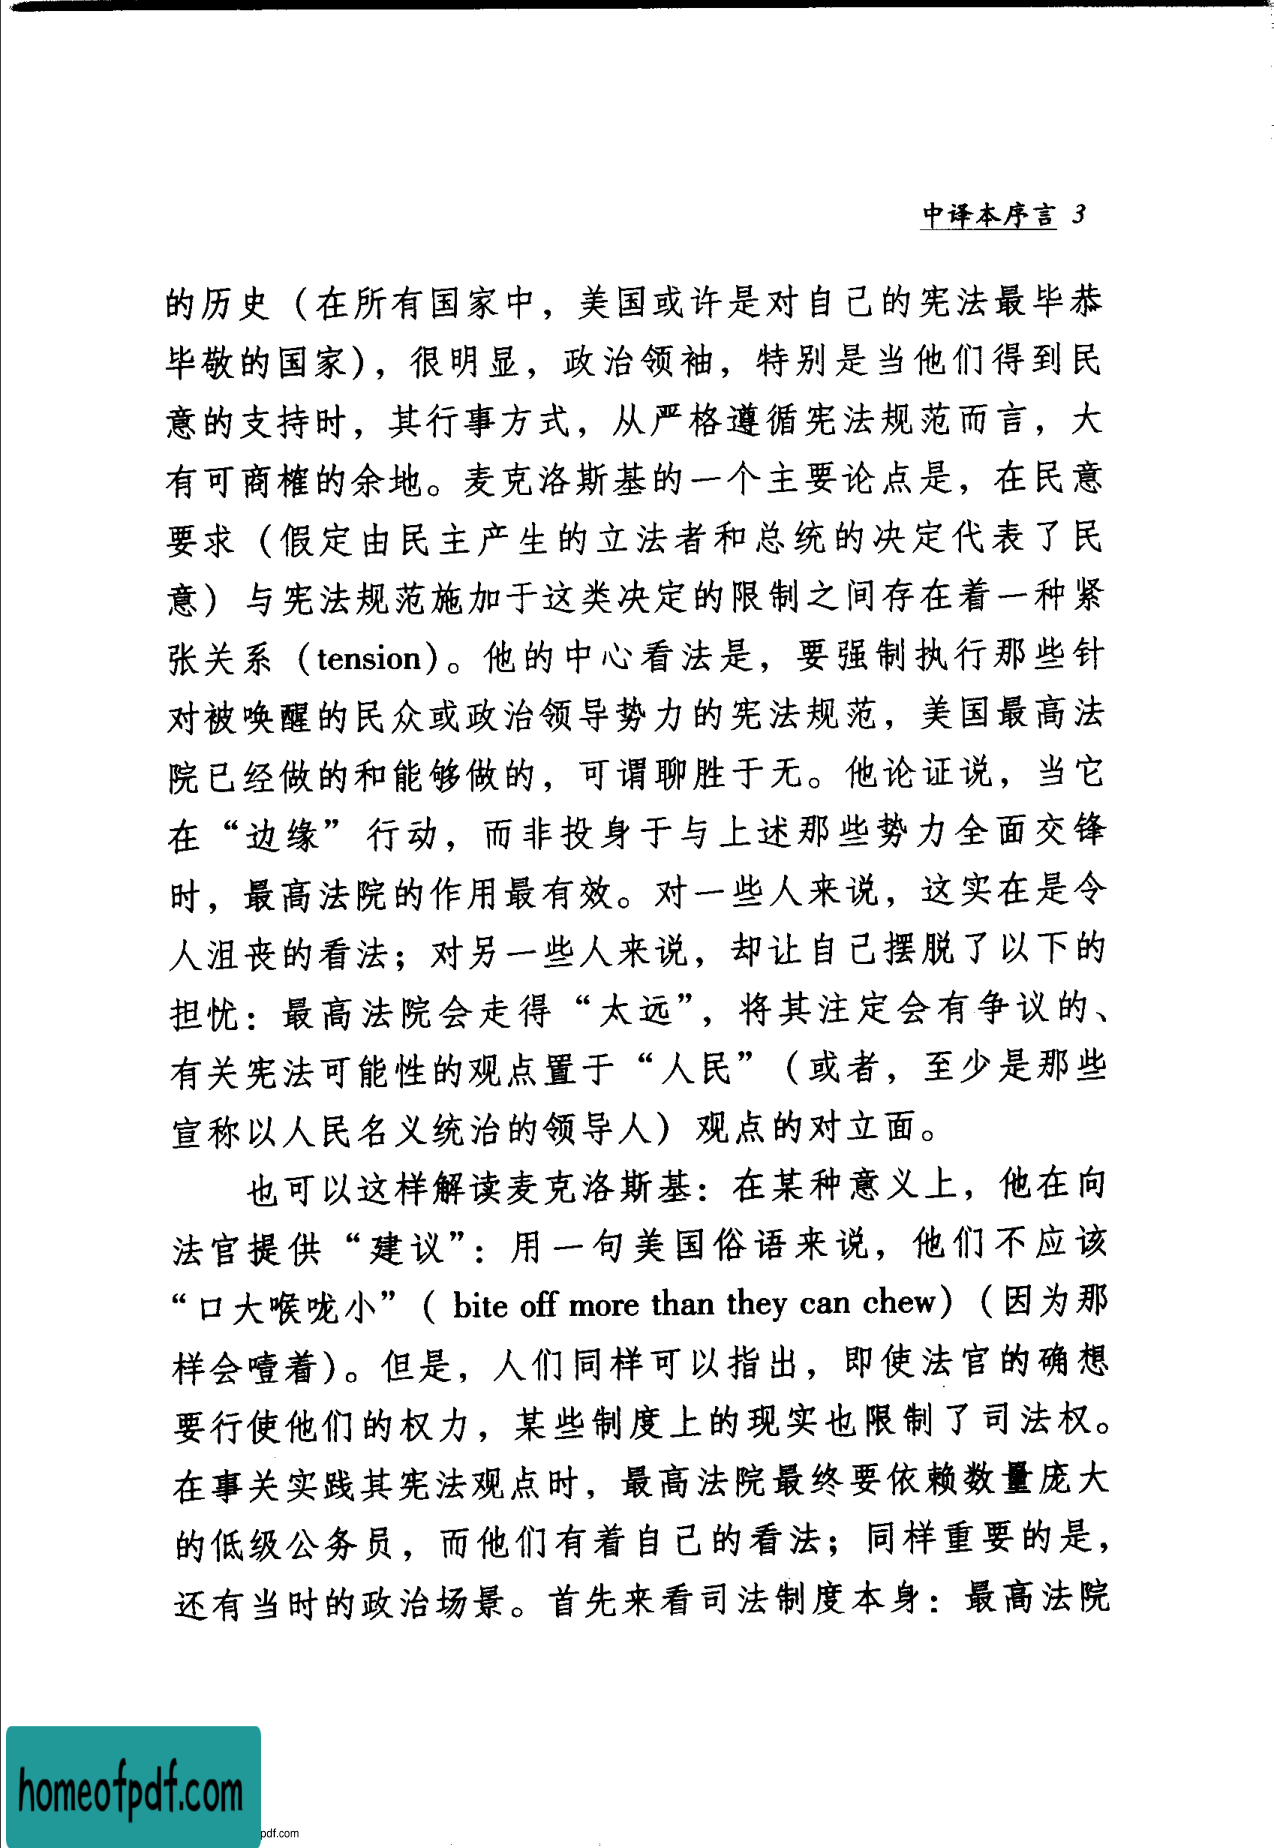 中译本序言 3
的历史（在所有国家中，美国或许是对自己的宪法最毕恭
毕敬的国家），很明显，政治领袖，特别是当他们得到民
意的支持时，其行事方式，从严格遵循宪法规范而言，大
有可商榷的余地。麦克洛斯基的一个主要论点是，在民意
要求（假定由民主产生的立法者和总统的决定代表了民
意）与宪法规范施加于这类决定的限制之间存在着一种紧
张关系（tension）。他的中心看法是，要强制执行那些针
对被唤醒的民众或政治领导势力的宪法规范，美国最高法
院已经做的和能够做的，可谓聊胜于无。他论证说，当它
在“边缘”行动，而非投身于与上述那些势力全面交锋
时，最高法院的作用最有效。对一些人来说，这实在是令
人沮丧的看法；对另一些人来说，却让自己摆脱了以下的
担忧：最高法院会走得“太远”，将其注定会有争议的、
有关宪法可能性的观点置于“人民”（或者，至少是那些
宣称以人民名义统治的领导人）观点的对立面。
也可以这样解读麦克洛斯基：在某种意义上，他在向
法官提供“建议”：用一句美国俗语来说，他们不应该
“口大喉咙小”（bite off more than they can chew）（因为那
样会噎着）。但是，人们同样可以指出，即使法官的确想
要行使他们的权力，某些制度上的现实也限制了司法权。
在事关实践其宪法观点时，最高法院最终要依赖数量庞大
的低级公务员，而他们有着自己的看法；同样重要的是，
还有当时的政治场景。首先来看司法制度本身：最高法院
homeofpdf.com
pdf.com